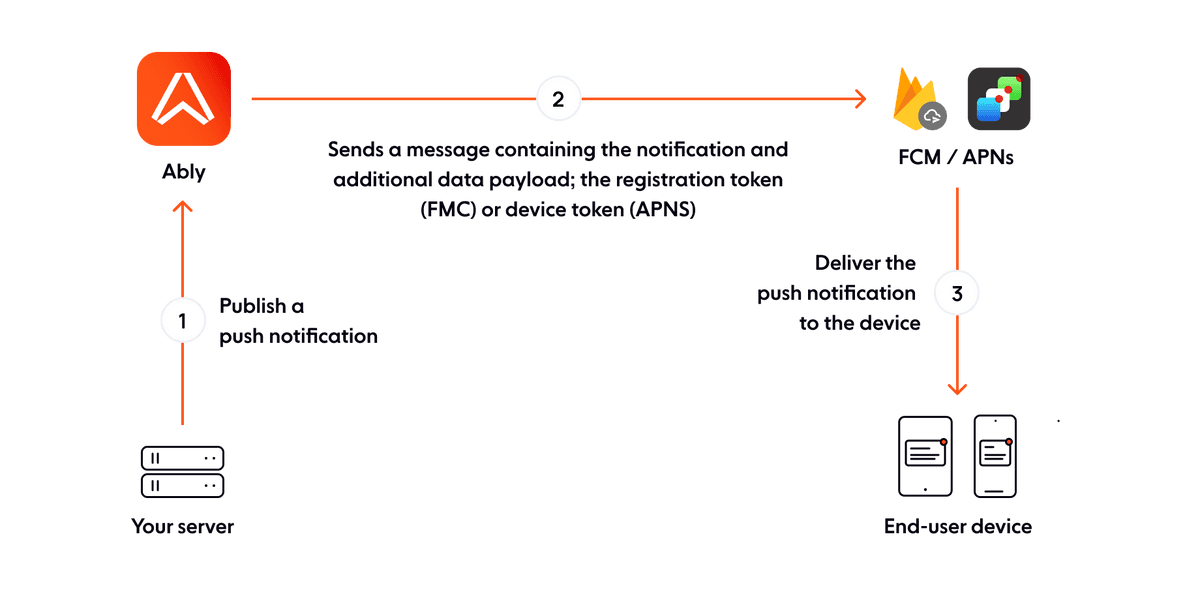 2
Sends a message containing the notification and
additional data payload; the registration token
(FMC) or device token (APNS)
Ably
FCM / APNs
1
Publish a
push notification
Deliver the
push notification
to the device
3
Your server
End-user device